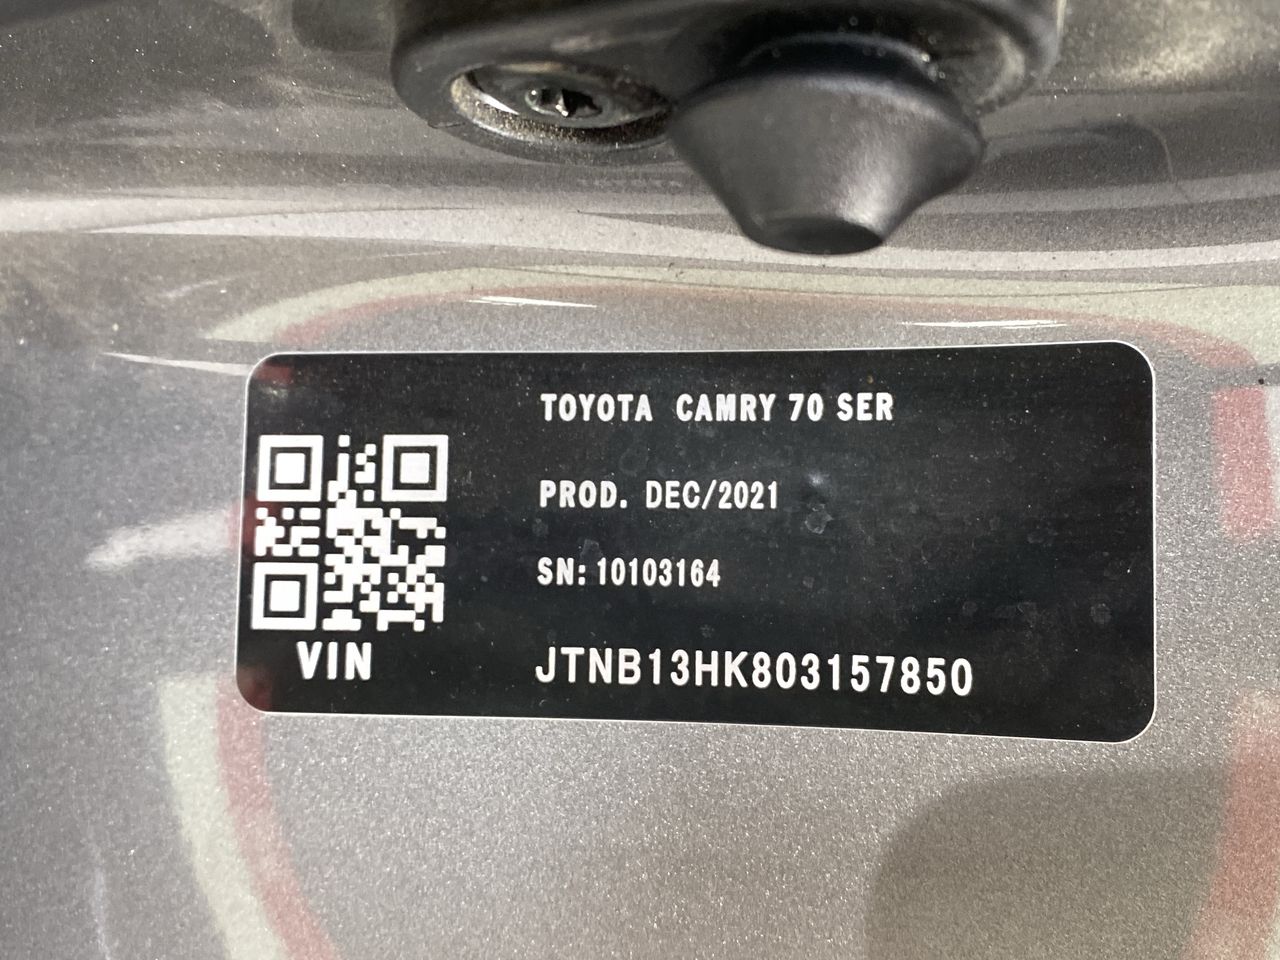 TOYOTA CAMRY 70 SER
PROD. DEC/2021
SN: 10103164
VIN
JTNB13HK803157850